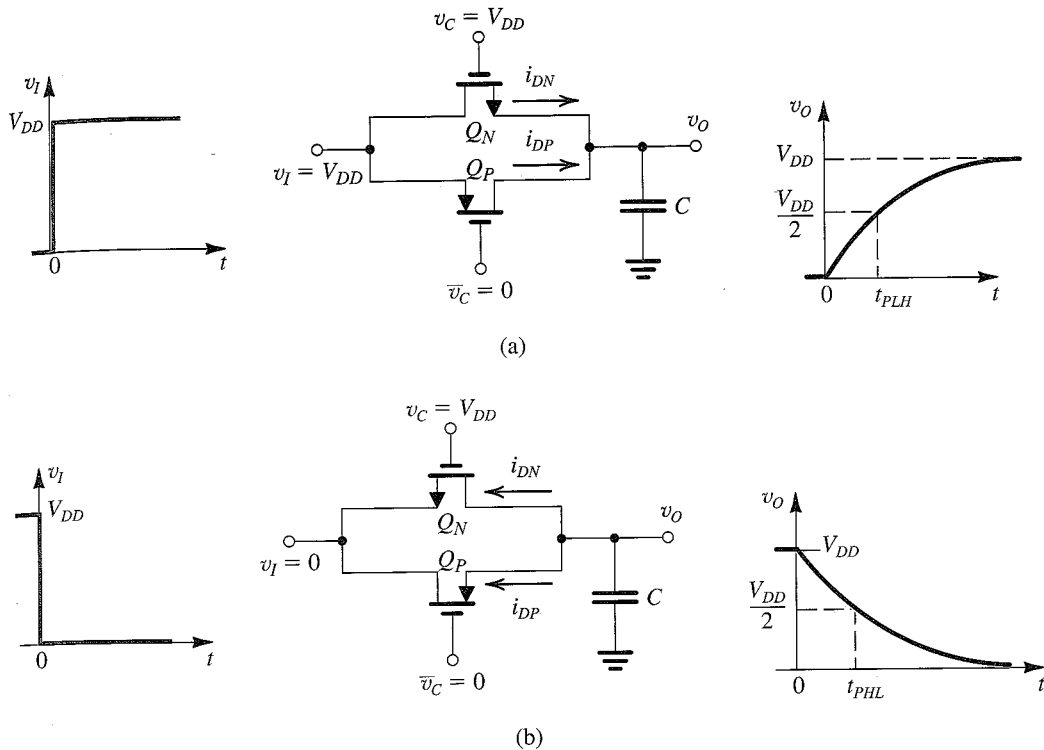 v_C = V_DD
v_I
V_DD
0
t
i_DN
Q_N
v_I = V_DD
Q_P
i_DP
v_O
C
v̅_C = 0
v_O
V_DD
V_DD/2
0
t_PLH
t
(a)
v_C = V_DD
v_I
V_DD
0
t
i_DN
Q_N
v_I = 0
Q_P
i_DP
v_O
C
v̅_C = 0
v_O
V_DD
V_DD/2
0
t_PHL
t
(b)